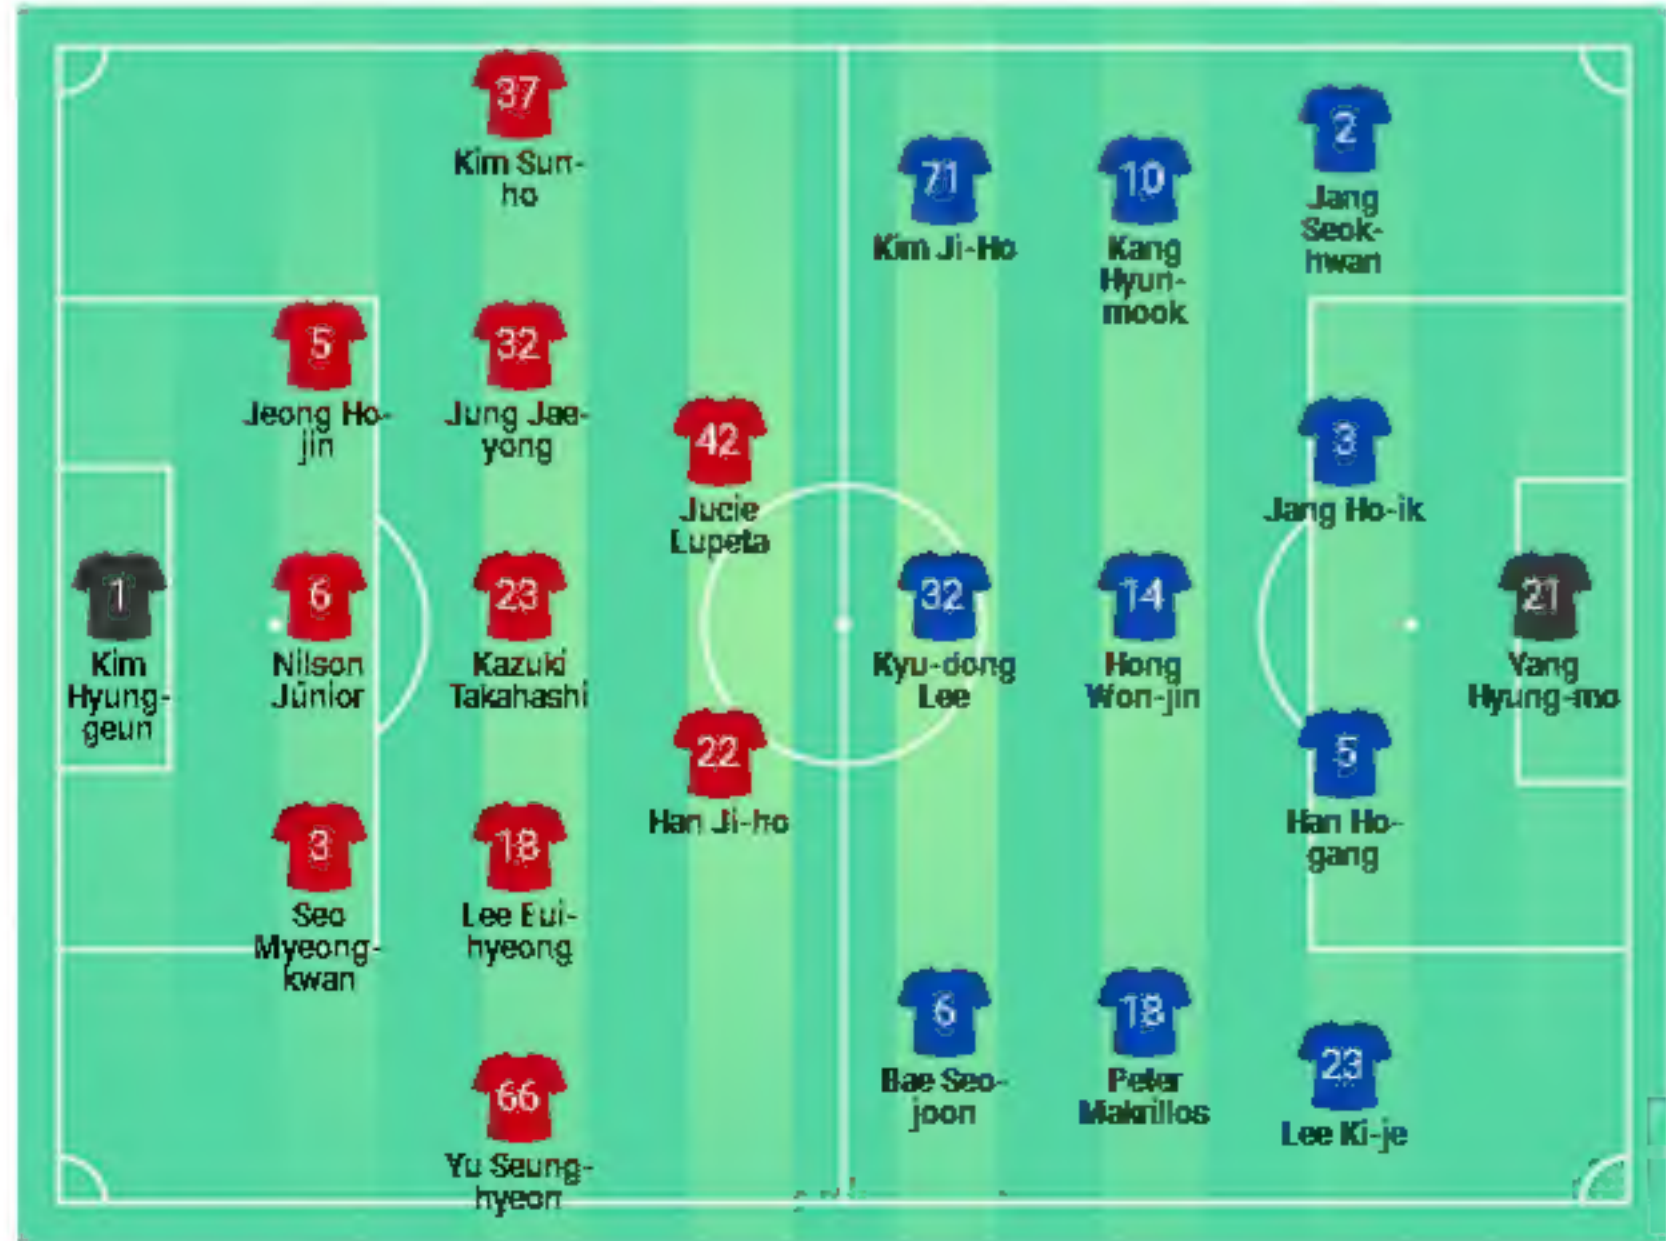 37
Kim Sun-
ho
2
Jang
Seok-
hwan
71
Kim Ji-Ho
10
Kang
Hyun-
mook
5
Jeong Ho-
jin
32
Jung Jae-
yong
42
Jucie
Lupeta
3
Jang Ho-ik
1
Kim
Hyung-
geun
6
Nilson
Júnior
23
Kazuki
Takahashi
32
Kyu-dong
Lee
14
Hong
Won-jin
21
Yang
Hyung-mo
22
Han Ji-ho
5
Han Ho-
gang
3
Seo
Myeong-
kwan
18
Lee Eui-
hyeong
6
Bae Seo-
joon
18
Peter
Makrillos
23
Lee Ki-je
66
Yu Seung-
hyeon